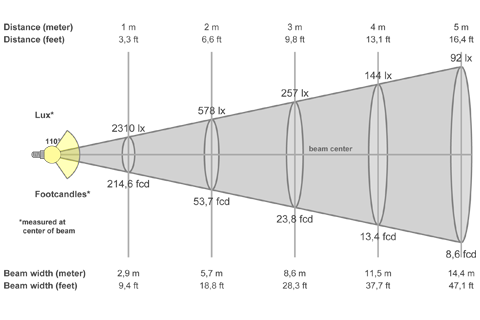 Distance (meter) 1 m 2 m 3 m 4 m 5 m
Distance (feet) 3,3 ft 6,6 ft 9,8 ft 13,1 ft 16,4 ft
92 lx
144 lx
257 lx
578 lx
Lux*
2310 lx
110°
beam center
214,6 fcd
Footcandles*
53,7 fcd
23,8 fcd
*measured at
center of beam
13,4 fcd
8,6 fcd
Beam width (meter) 2,9 m 5,7 m 8,6 m 11,5 m 14,4 m
Beam width (feet) 9,4 ft 18,8 ft 28,3 ft 37,7 ft 47,1 ft